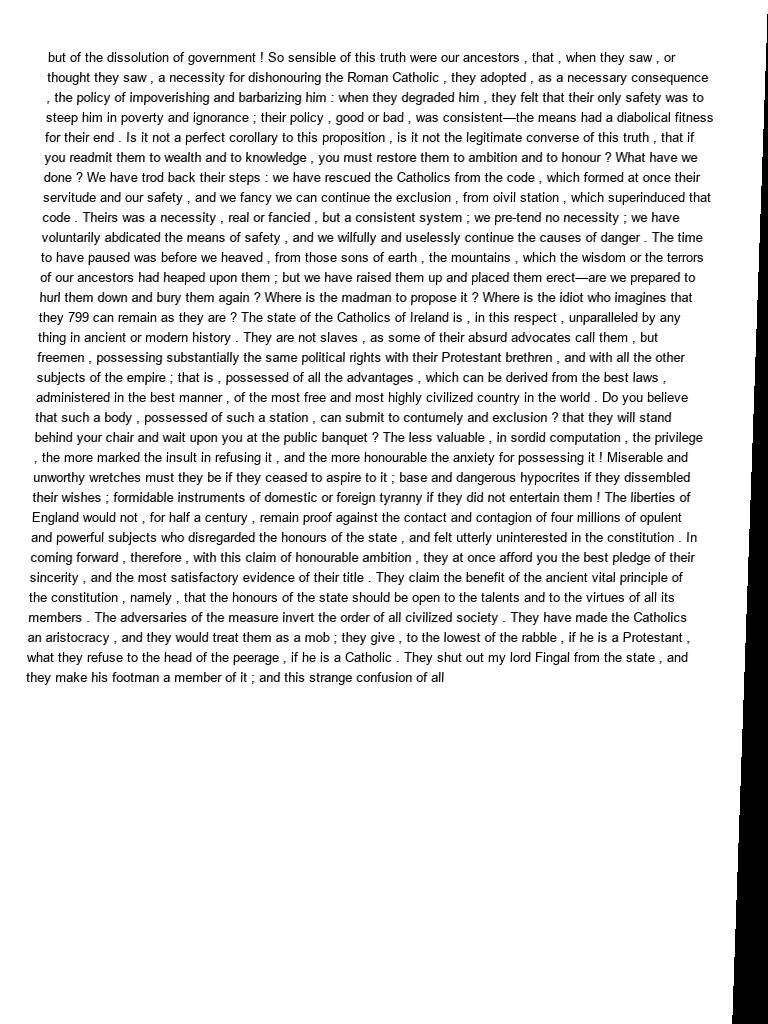 but of the dissolution of government ! So sensible of this truth were our ancestors , that , when they saw , or
thought they saw , a necessity for dishonouring the Roman Catholic , they adopted , as a necessary consequence
, the policy of impoverishing and barbarizing him : when they degraded him , they felt that their only safety was to
steep him in poverty and ignorance ; their policy , good or bad , was consistent—the means had a diabolical fitness
for their end . Is it not a perfect corollary to this proposition , is it not the legitimate converse of this truth , that if
you readmit them to wealth and to knowledge , you must restore them to ambition and to honour ? What have we
done ? We have trod back their steps : we have rescued the Catholics from the code , which formed at once their
servitude and our safety , and we fancy we can continue the exclusion , from oivil station , which superinduced that
code . Theirs was a necessity , real or fancied , but a consistent system ; we pre-tend no necessity ; we have
voluntarily abdicated the means of safety , and we wilfully and uselessly continue the causes of danger . The time
to have paused was before we heaved , from those sons of earth , the mountains , which the wisdom or the terrors
of our ancestors had heaped upon them ; but we have raised them up and placed them erect—are we prepared to
hurl them down and bury them again ? Where is the madman to propose it ? Where is the idiot who imagines that
they 799 can remain as they are ? The state of the Catholics of Ireland is , in this respect , unparalleled by any
thing in ancient or modern history . They are not slaves , as some of their absurd advocates call them , but
freemen , possessing substantially the same political rights with their Protestant brethren , and with all the other
subjects of the empire ; that is , possessed of all the advantages , which can be derived from the best laws ,
administered in the best manner , of the most free and most highly civilized country in the world . Do you believe
that such a body , possessed of such a station , can submit to contumely and exclusion ? that they will stand
behind your chair and wait upon you at the public banquet ? The less valuable , in sordid computation , the privilege
, the more marked the insult in refusing it , and the more honourable the anxiety for possessing it ! Miserable and
unworthy wretches must they be if they ceased to aspire to it ; base and dangerous hypocrites if they dissembled
their wishes ; formidable instruments of domestic or foreign tyranny if they did not entertain them ! The liberties of
England would not , for half a century , remain proof against the contact and contagion of four millions of opulent
and powerful subjects who disregarded the honours of the state , and felt utterly uninterested in the constitution . In
coming forward , therefore , with this claim of honourable ambition , they at once afford you the best pledge of their
sincerity , and the most satisfactory evidence of their title . They claim the benefit of the ancient vital principle of
the constitution , namely , that the honours of the state should be open to the talents and to the virtues of all its
members . The adversaries of the measure invert the order of all civilized society . They have made the Catholics
an aristocracy , and they would treat them as a mob ; they give , to the lowest of the rabble , if he is a Protestant ,
what they refuse to the head of the peerage , if he is a Catholic . They shut out my lord Fingal from the state , and
they make his footman a member of it ; and this strange confusion of all